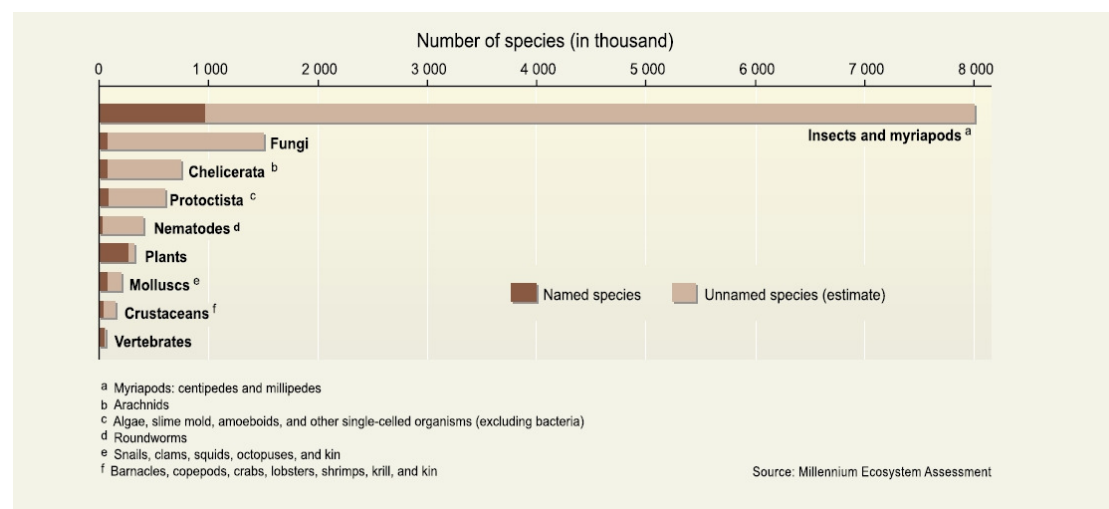 Number of species (in thousand)
0 1 000 2 000 3 000 4 000 5 000 6 000 7 000 8 000
Insects and myriapods a
Fungi
Chelicerata b
Protoctista c
Nematodes d
Plants
Molluscs e
Named species Unnamed species (estimate)
Crustaceans f
Vertebrates
a Myriapods: centipedes and millipedes
b Arachnids
c Algae, slime mold, amoeboids, and other single-celled organisms (excluding bacteria)
d Roundworms
e Snails, clams, squids, octopuses, and kin
f Barnacles, copepods, crabs, lobsters, shrimps, krill, and kin
Source: Millennium Ecosystem Assessment